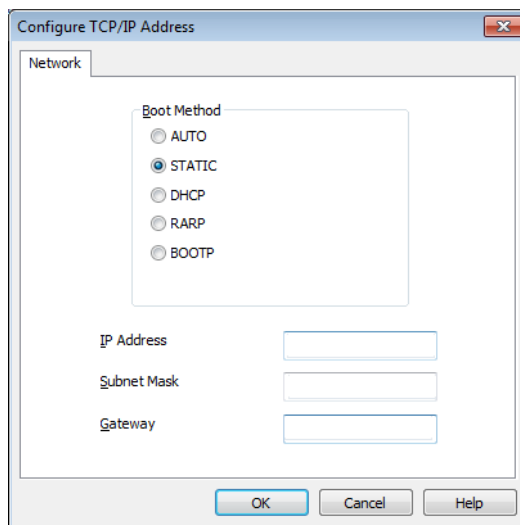 Configure TCP/IP Address
Network
Boot Method
AUTO
STATIC
DHCP
RARP
BOOTP
IP Address
Subnet Mask
Gateway
OK Cancel Help